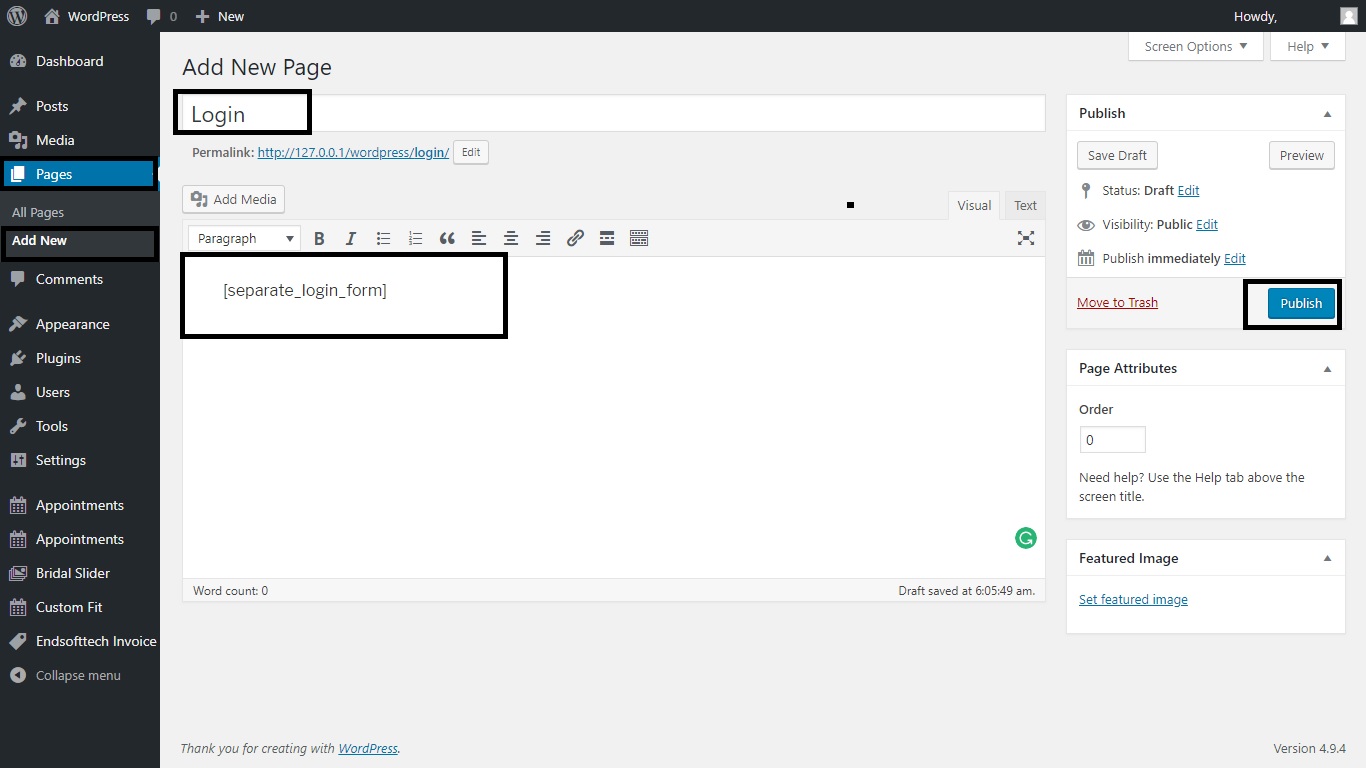 WordPress 0 New Howdy,
Dashboard
Posts
Media
Pages
All Pages
Add New
Comments
Appearance
Plugins
Users
Tools
Settings
Appointments
Appointments
Bridal Slider
Custom Fit
Endsofttech Invoice
Collapse menu
Screen Options Help
Add New Page
Login
Permalink: http://127.0.0.1/wordpress/login/ Edit
Add Media
Visual Text
Paragraph B I
[separate_login_form]
Word count: 0 Draft saved at 6:05:49 am.
Publish
Save Draft Preview
Status: Draft Edit
Visibility: Public Edit
Publish immediately Edit
Move to Trash Publish
Page Attributes
Order
0
Need help? Use the Help tab above the
screen title.
Featured Image
Set featured image
Thank you for creating with WordPress. Version 4.9.4